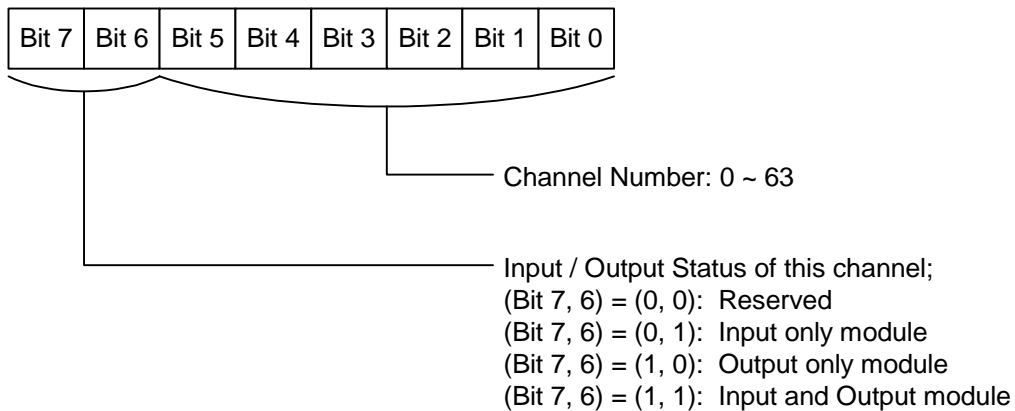 Bit 7 Bit 6 Bit 5 Bit 4 Bit 3 Bit 2 Bit 1 Bit 0
Channel Number: 0 ~ 63
Input / Output Status of this channel;
(Bit 7, 6) = (0, 0): Reserved
(Bit 7, 6) = (0, 1): Input only module
(Bit 7, 6) = (1, 0): Output only module
(Bit 7, 6) = (1, 1): Input and Output module